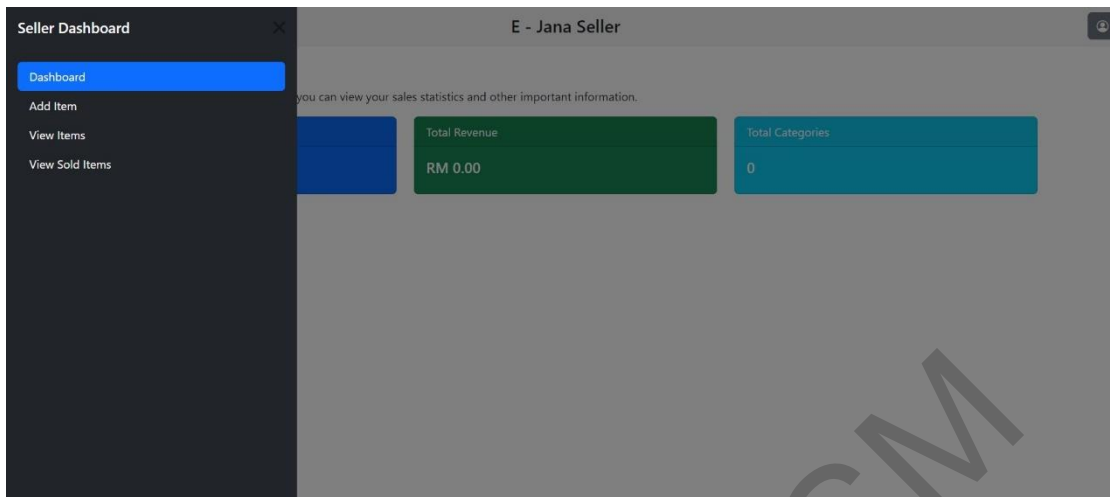 Seller Dashboard
E - Jana Seller
Dashboard
Add Item
View Items
View Sold Items
you can view your sales statistics and other important information.
Total Revenue
RM 0.00
Total Categories
0